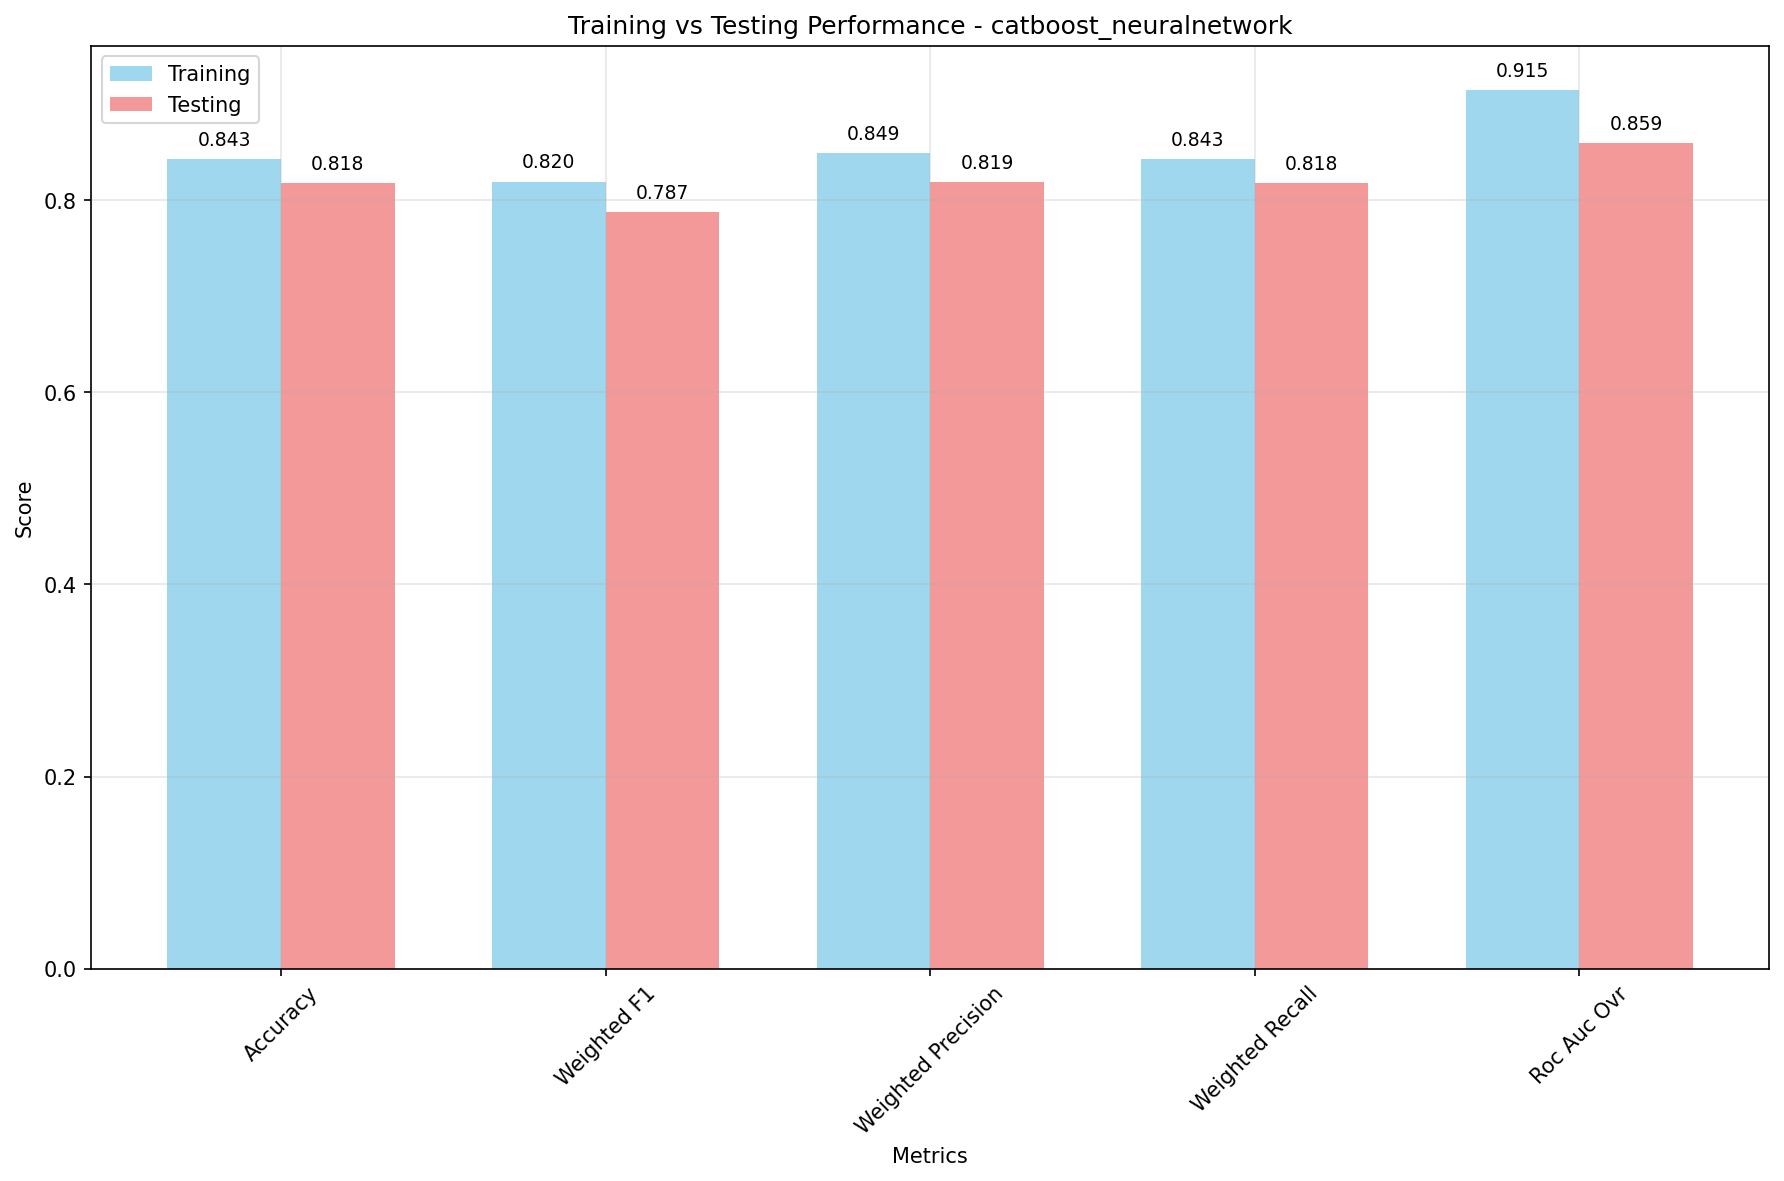 Training vs Testing Performance - catboost_neuralnetwork
Training
Testing
0.843
0.818
0.820
0.787
0.849
0.819
0.843
0.818
0.915
0.859
Score
0.8
0.6
0.4
0.2
0.0
Accuracy
Weighted F1
Weighted Precision
Weighted Recall
Roc Auc Ovr
Metrics